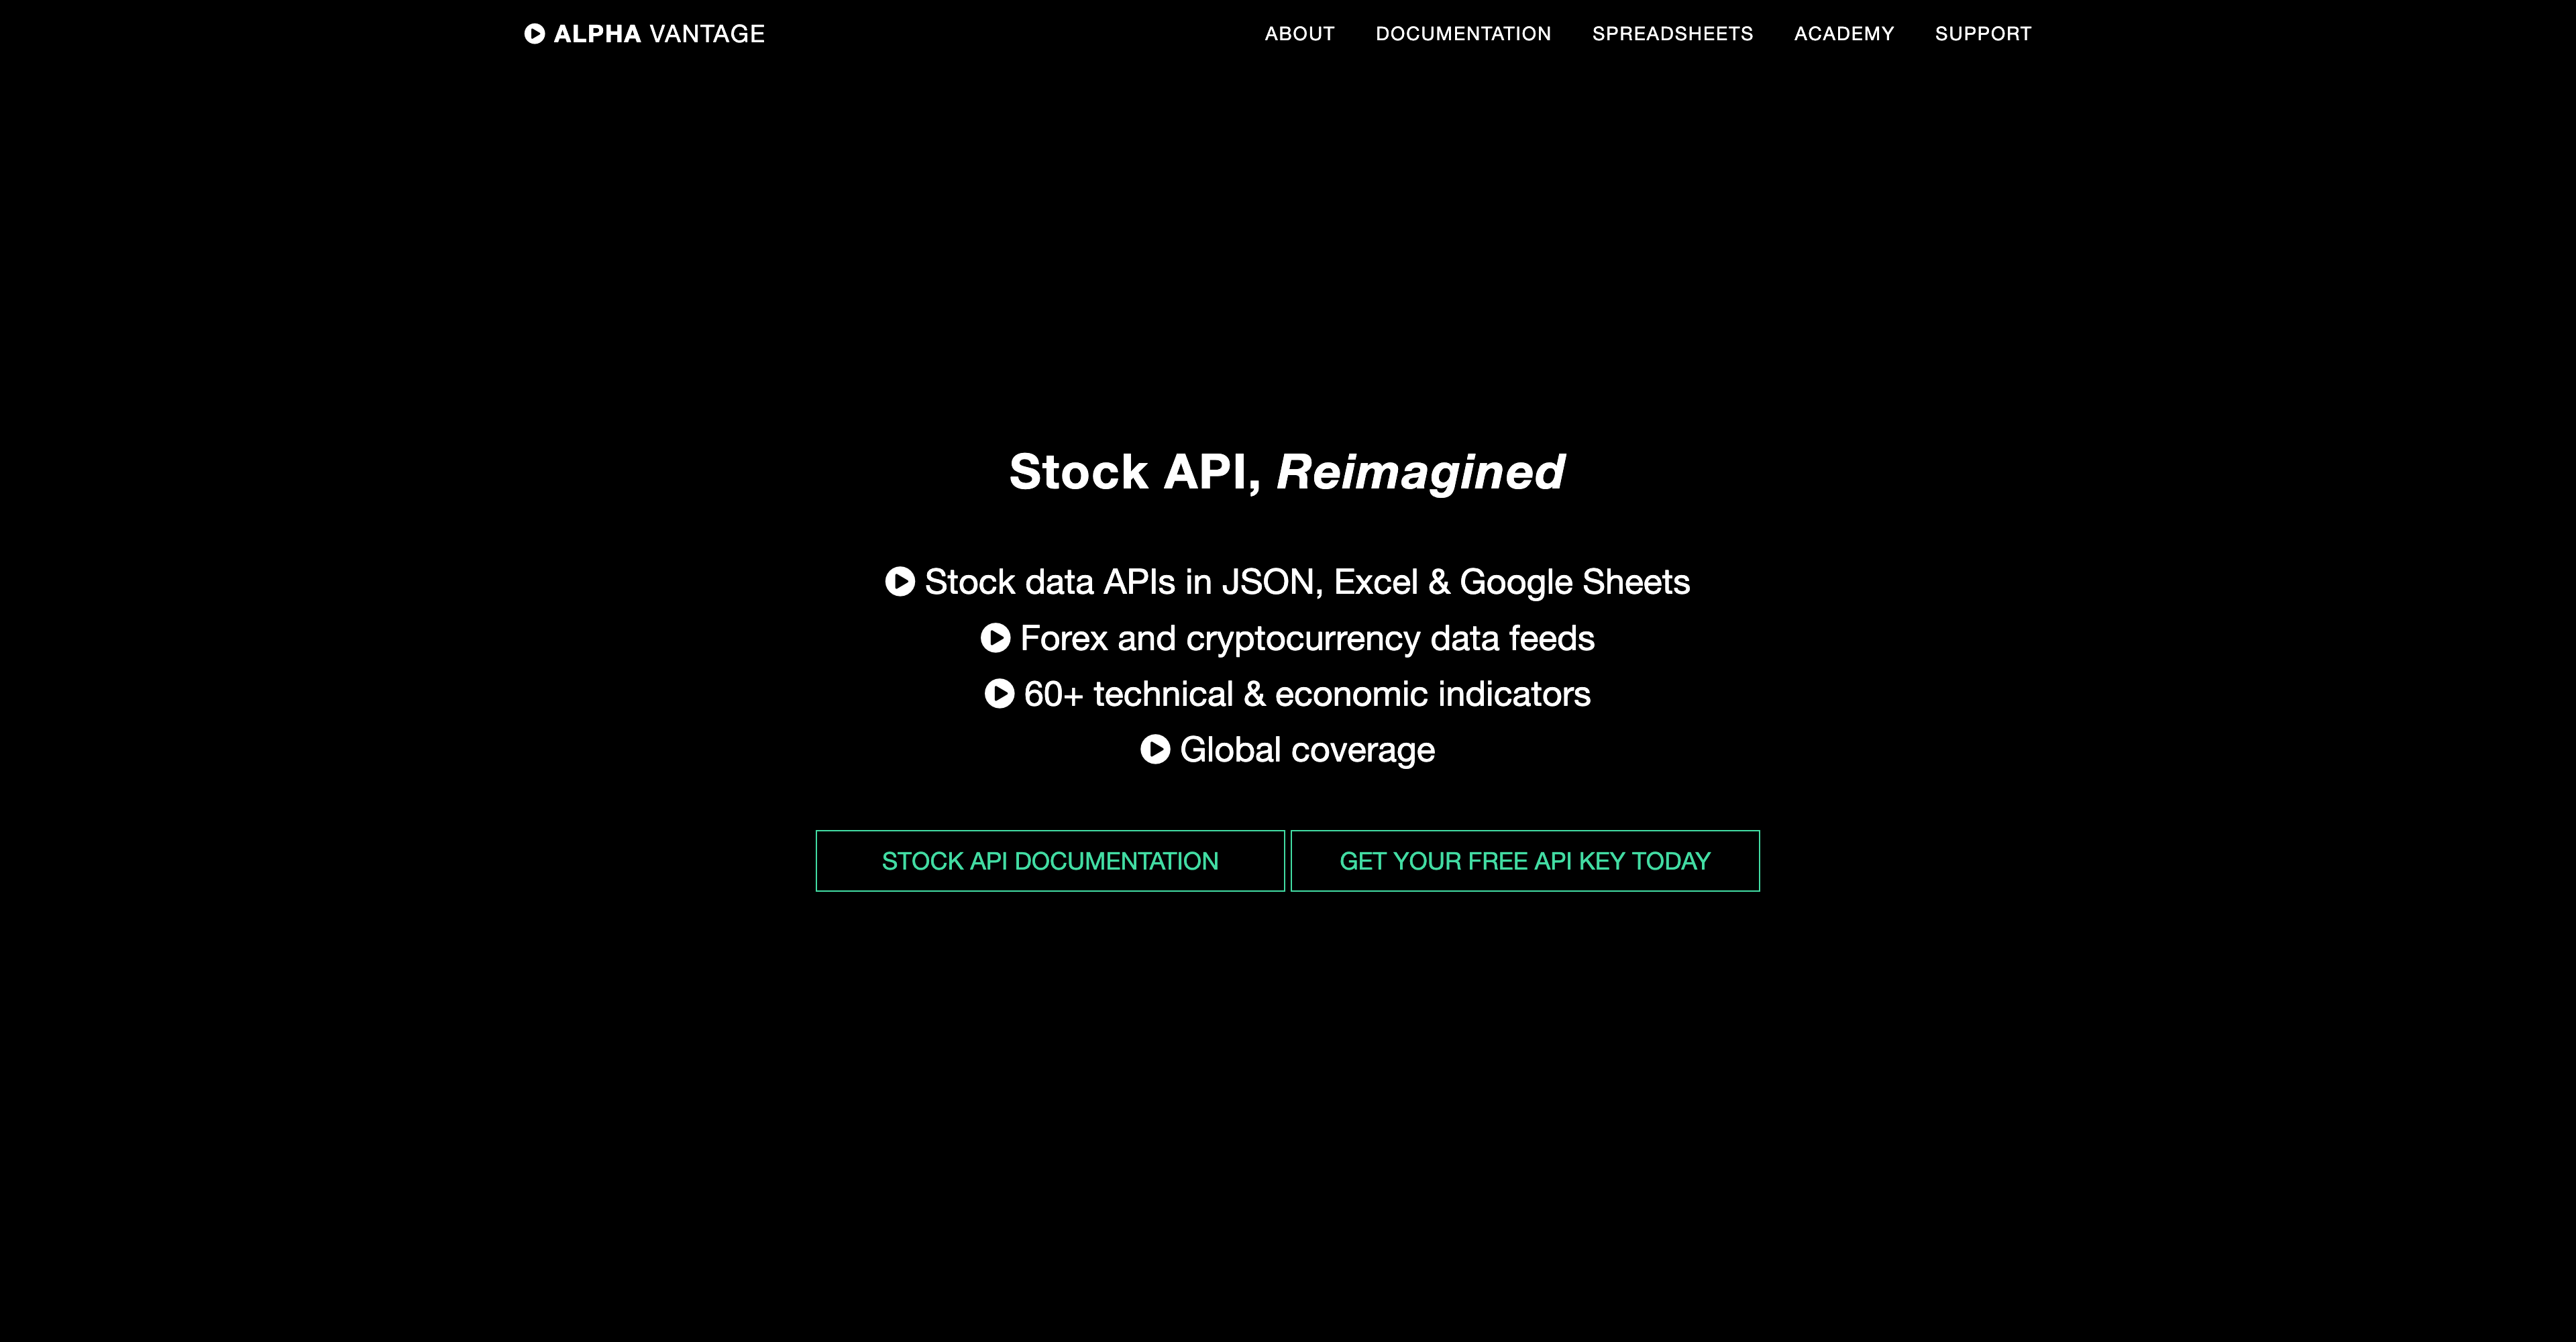 ALPHA VANTAGE
ABOUT DOCUMENTATION SPREADSHEETS ACADEMY SUPPORT
Stock API, Reimagined
Stock data APIs in JSON, Excel & Google Sheets
Forex and cryptocurrency data feeds
60+ technical & economic indicators
Global coverage
STOCK API DOCUMENTATION
GET YOUR FREE API KEY TODAY